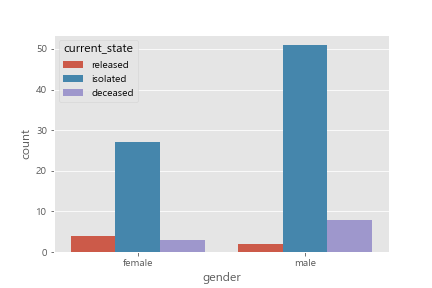 current_state
released
isolated
deceased
50
40
30
20
10
0
count
female
male
gender